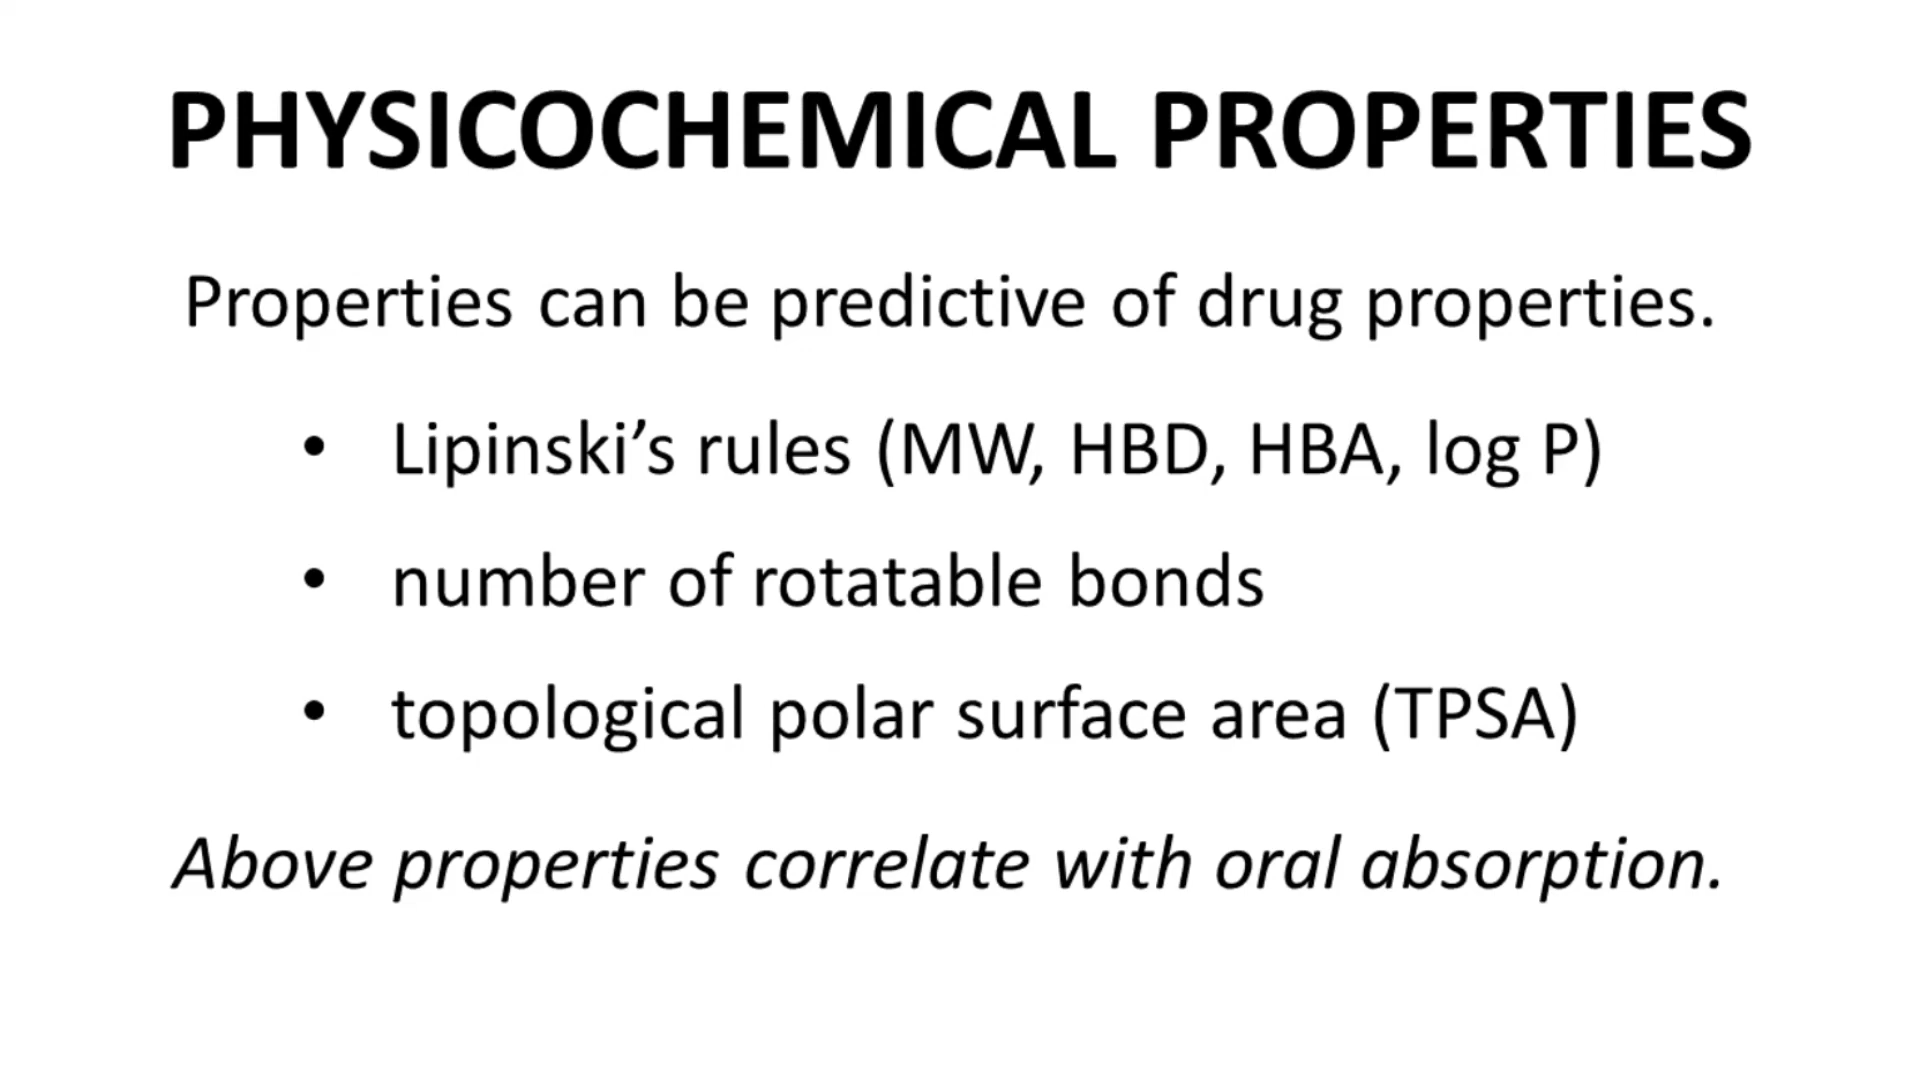 PHYSICOCHEMICAL PROPERTIES
Properties can be predictive of drug properties.
• Lipinski’s rules (MW, HBD, HBA, log P)
• number of rotatable bonds
• topological polar surface area (TPSA)
Above properties correlate with oral absorption.